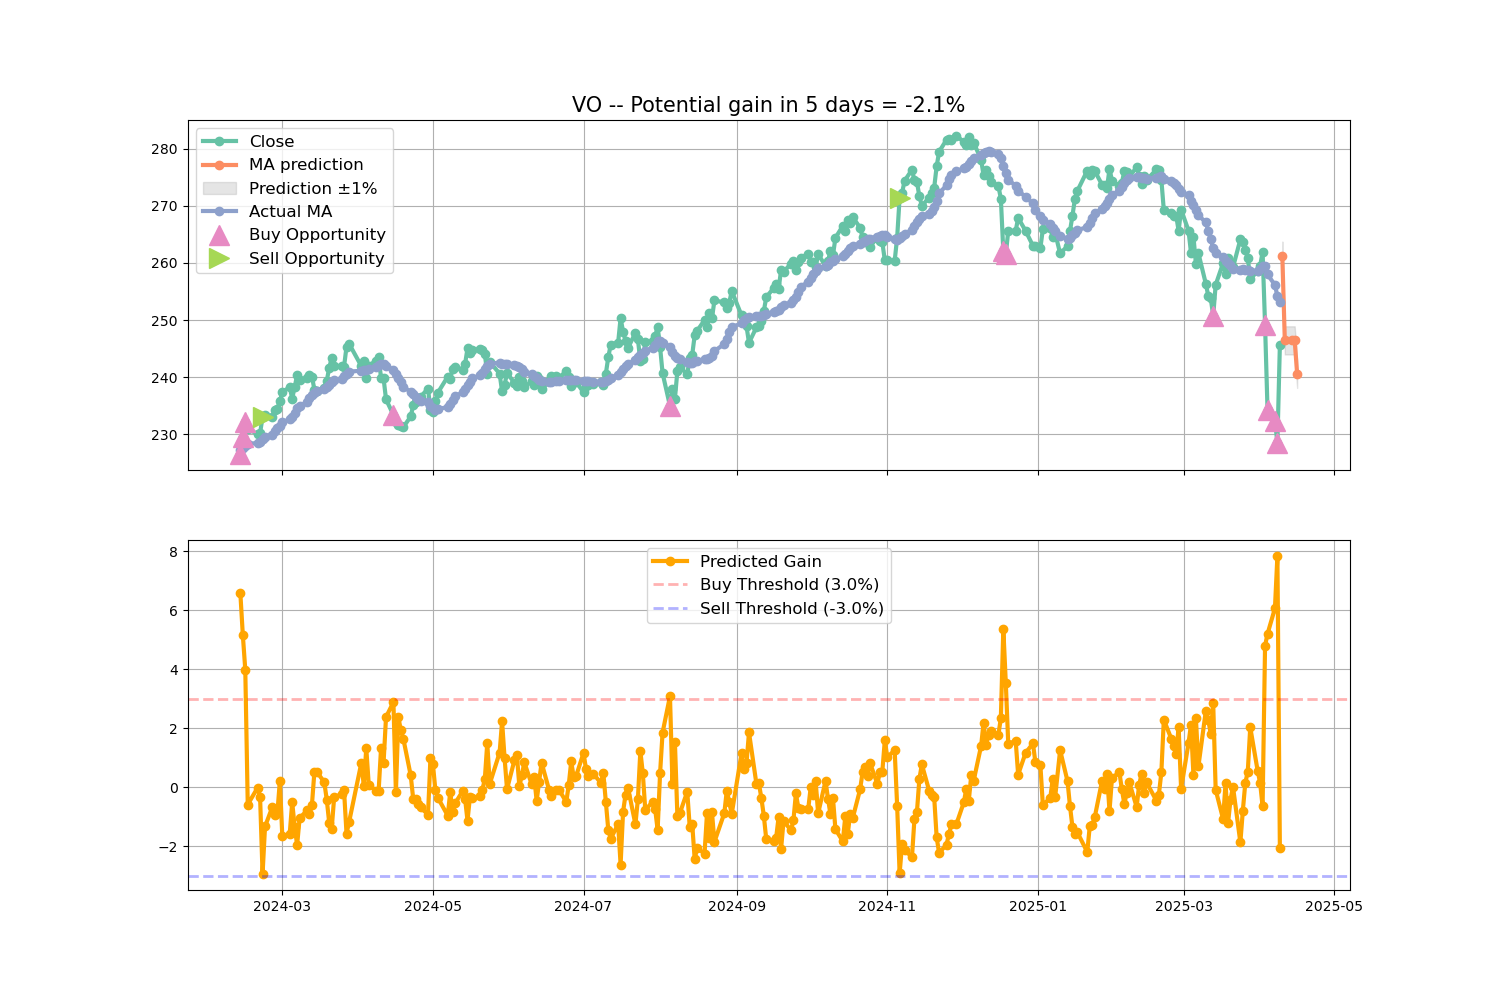 VO -- Potential gain in 5 days = -2.1%
Close
MA prediction
Prediction ±1%
Actual MA
Buy Opportunity
Sell Opportunity
280
270
260
250
240
230
Predicted Gain
Buy Threshold (3.0%)
Sell Threshold (-3.0%)
8
6
4
2
0
−2
2024-03
2024-05
2024-07
2024-09
2024-11
2025-01
2025-03
2025-05